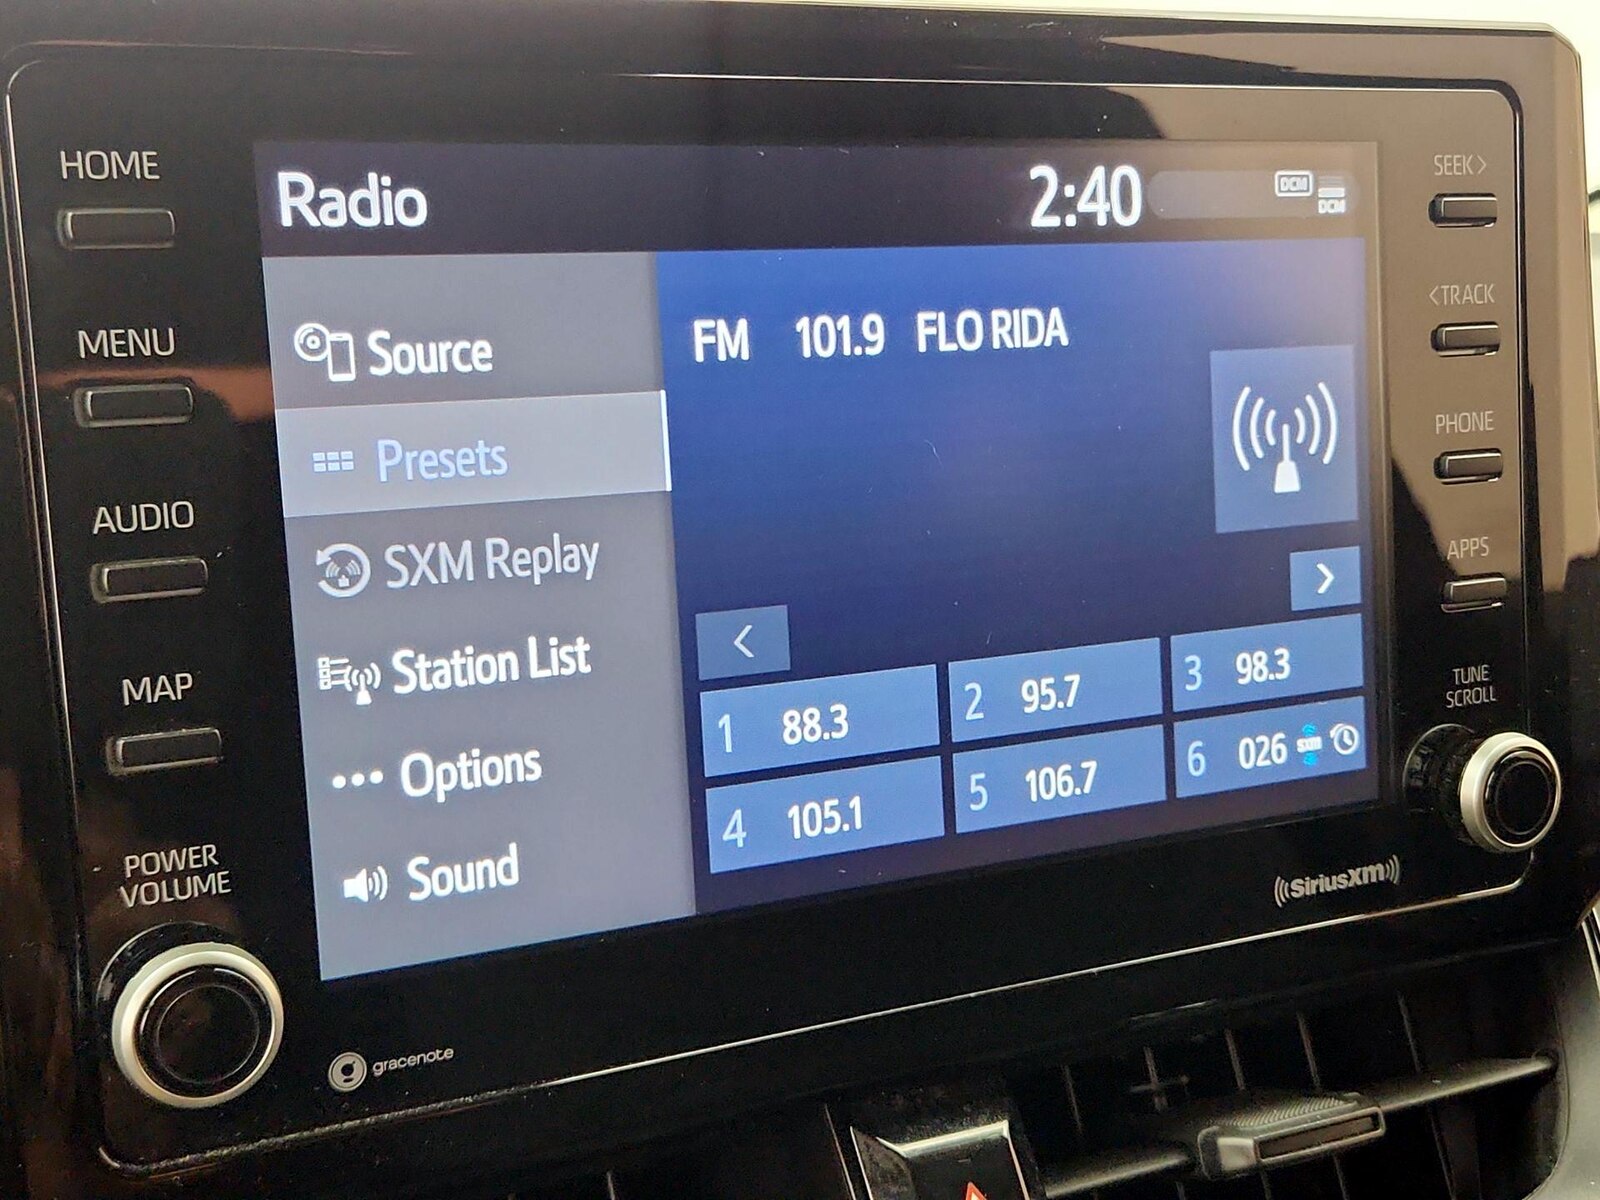 HOME
MENU
AUDIO
MAP
POWER
VOLUME
Radio
2:40
DCM
DCM
Source
Presets
SXM Replay
Station List
Options
Sound
FM 101.9 FLO RIDA
1 88.3
2 95.7
3 98.3
4 105.1
5 106.7
6 026 SXM
SEEK>
<TRACK
PHONE
APPS
TUNE
SCROLL
SiriusXM
gracenote